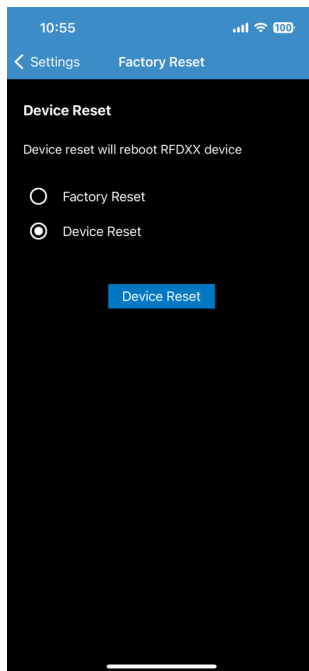 10:55
100
Settings
Factory Reset
Device Reset
Device reset will reboot RFDXX device
Factory Reset
Device Reset
Device Reset